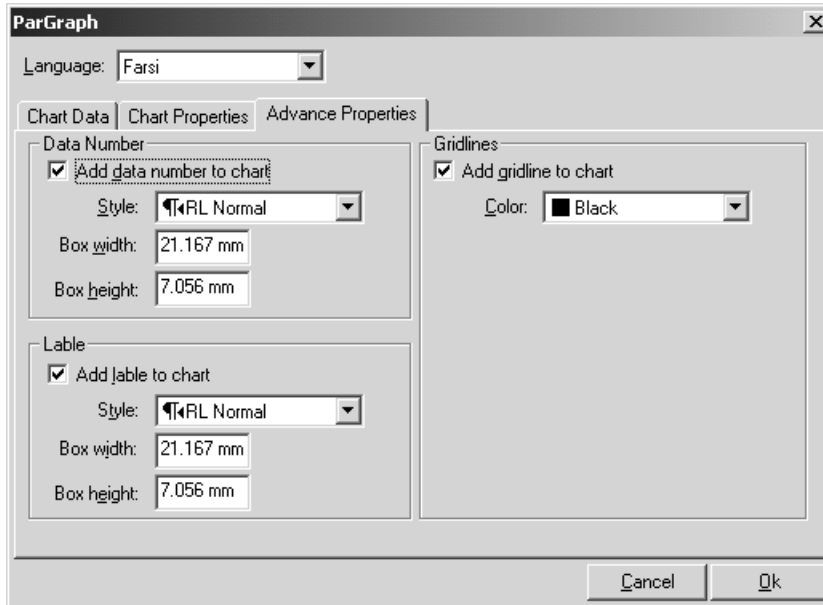 ParGraph
Language: Farsi
Chart Data Chart Properties Advance Properties
Data Number
Add data number to chart
Style: ¶◂RL Normal
Box width: 21.167 mm
Box height: 7.056 mm
Lable
Add lable to chart
Style: ¶◂RL Normal
Box width: 21.167 mm
Box height: 7.056 mm
Gridlines
Add gridline to chart
Color: Black
Cancel Ok